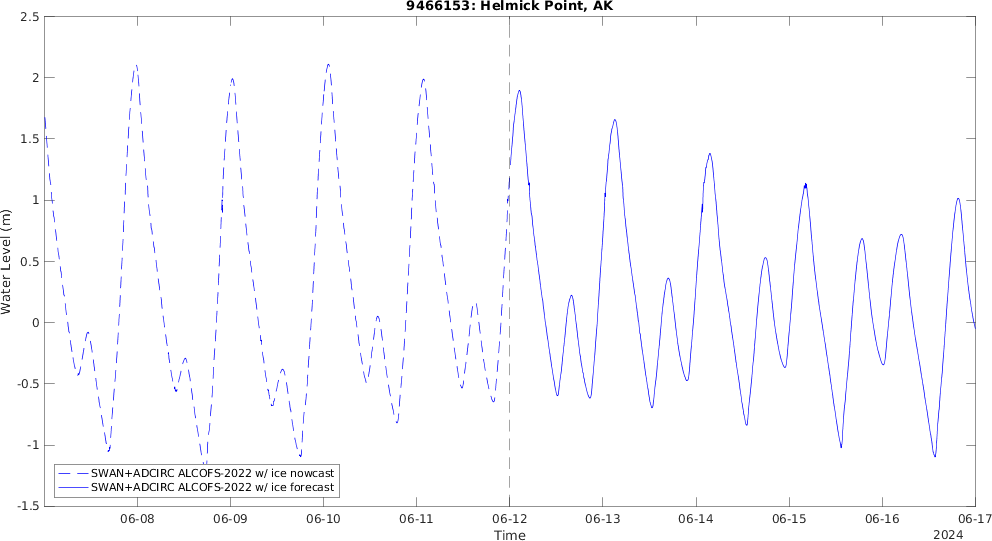 9466153: Helmick Point, AK
2.5
2
1.5
1
0.5
0
-0.5
-1
-1.5
Water Level (m)
SWAN+ADCIRC ALCOFS-2022 w/ ice nowcast
SWAN+ADCIRC ALCOFS-2022 w/ ice forecast
06-08 06-09 06-10 06-11 06-12 06-13 06-14 06-15 06-16 06-17
Time
2024